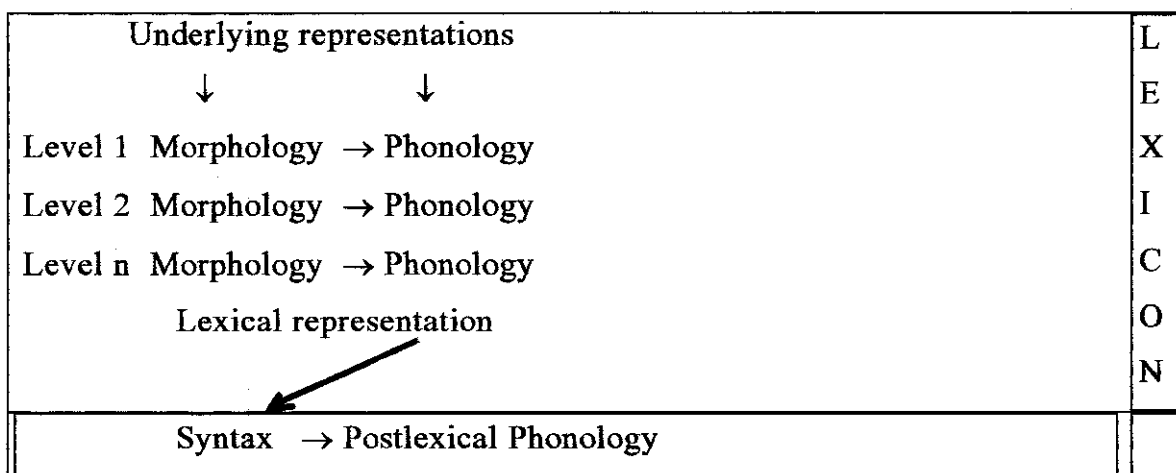 Underlying representations
↓ ↓
Level 1 Morphology → Phonology
Level 2 Morphology → Phonology
Level n Morphology → Phonology
Lexical representation
Syntax → Postlexical Phonology
L
E
X
I
C
O
N